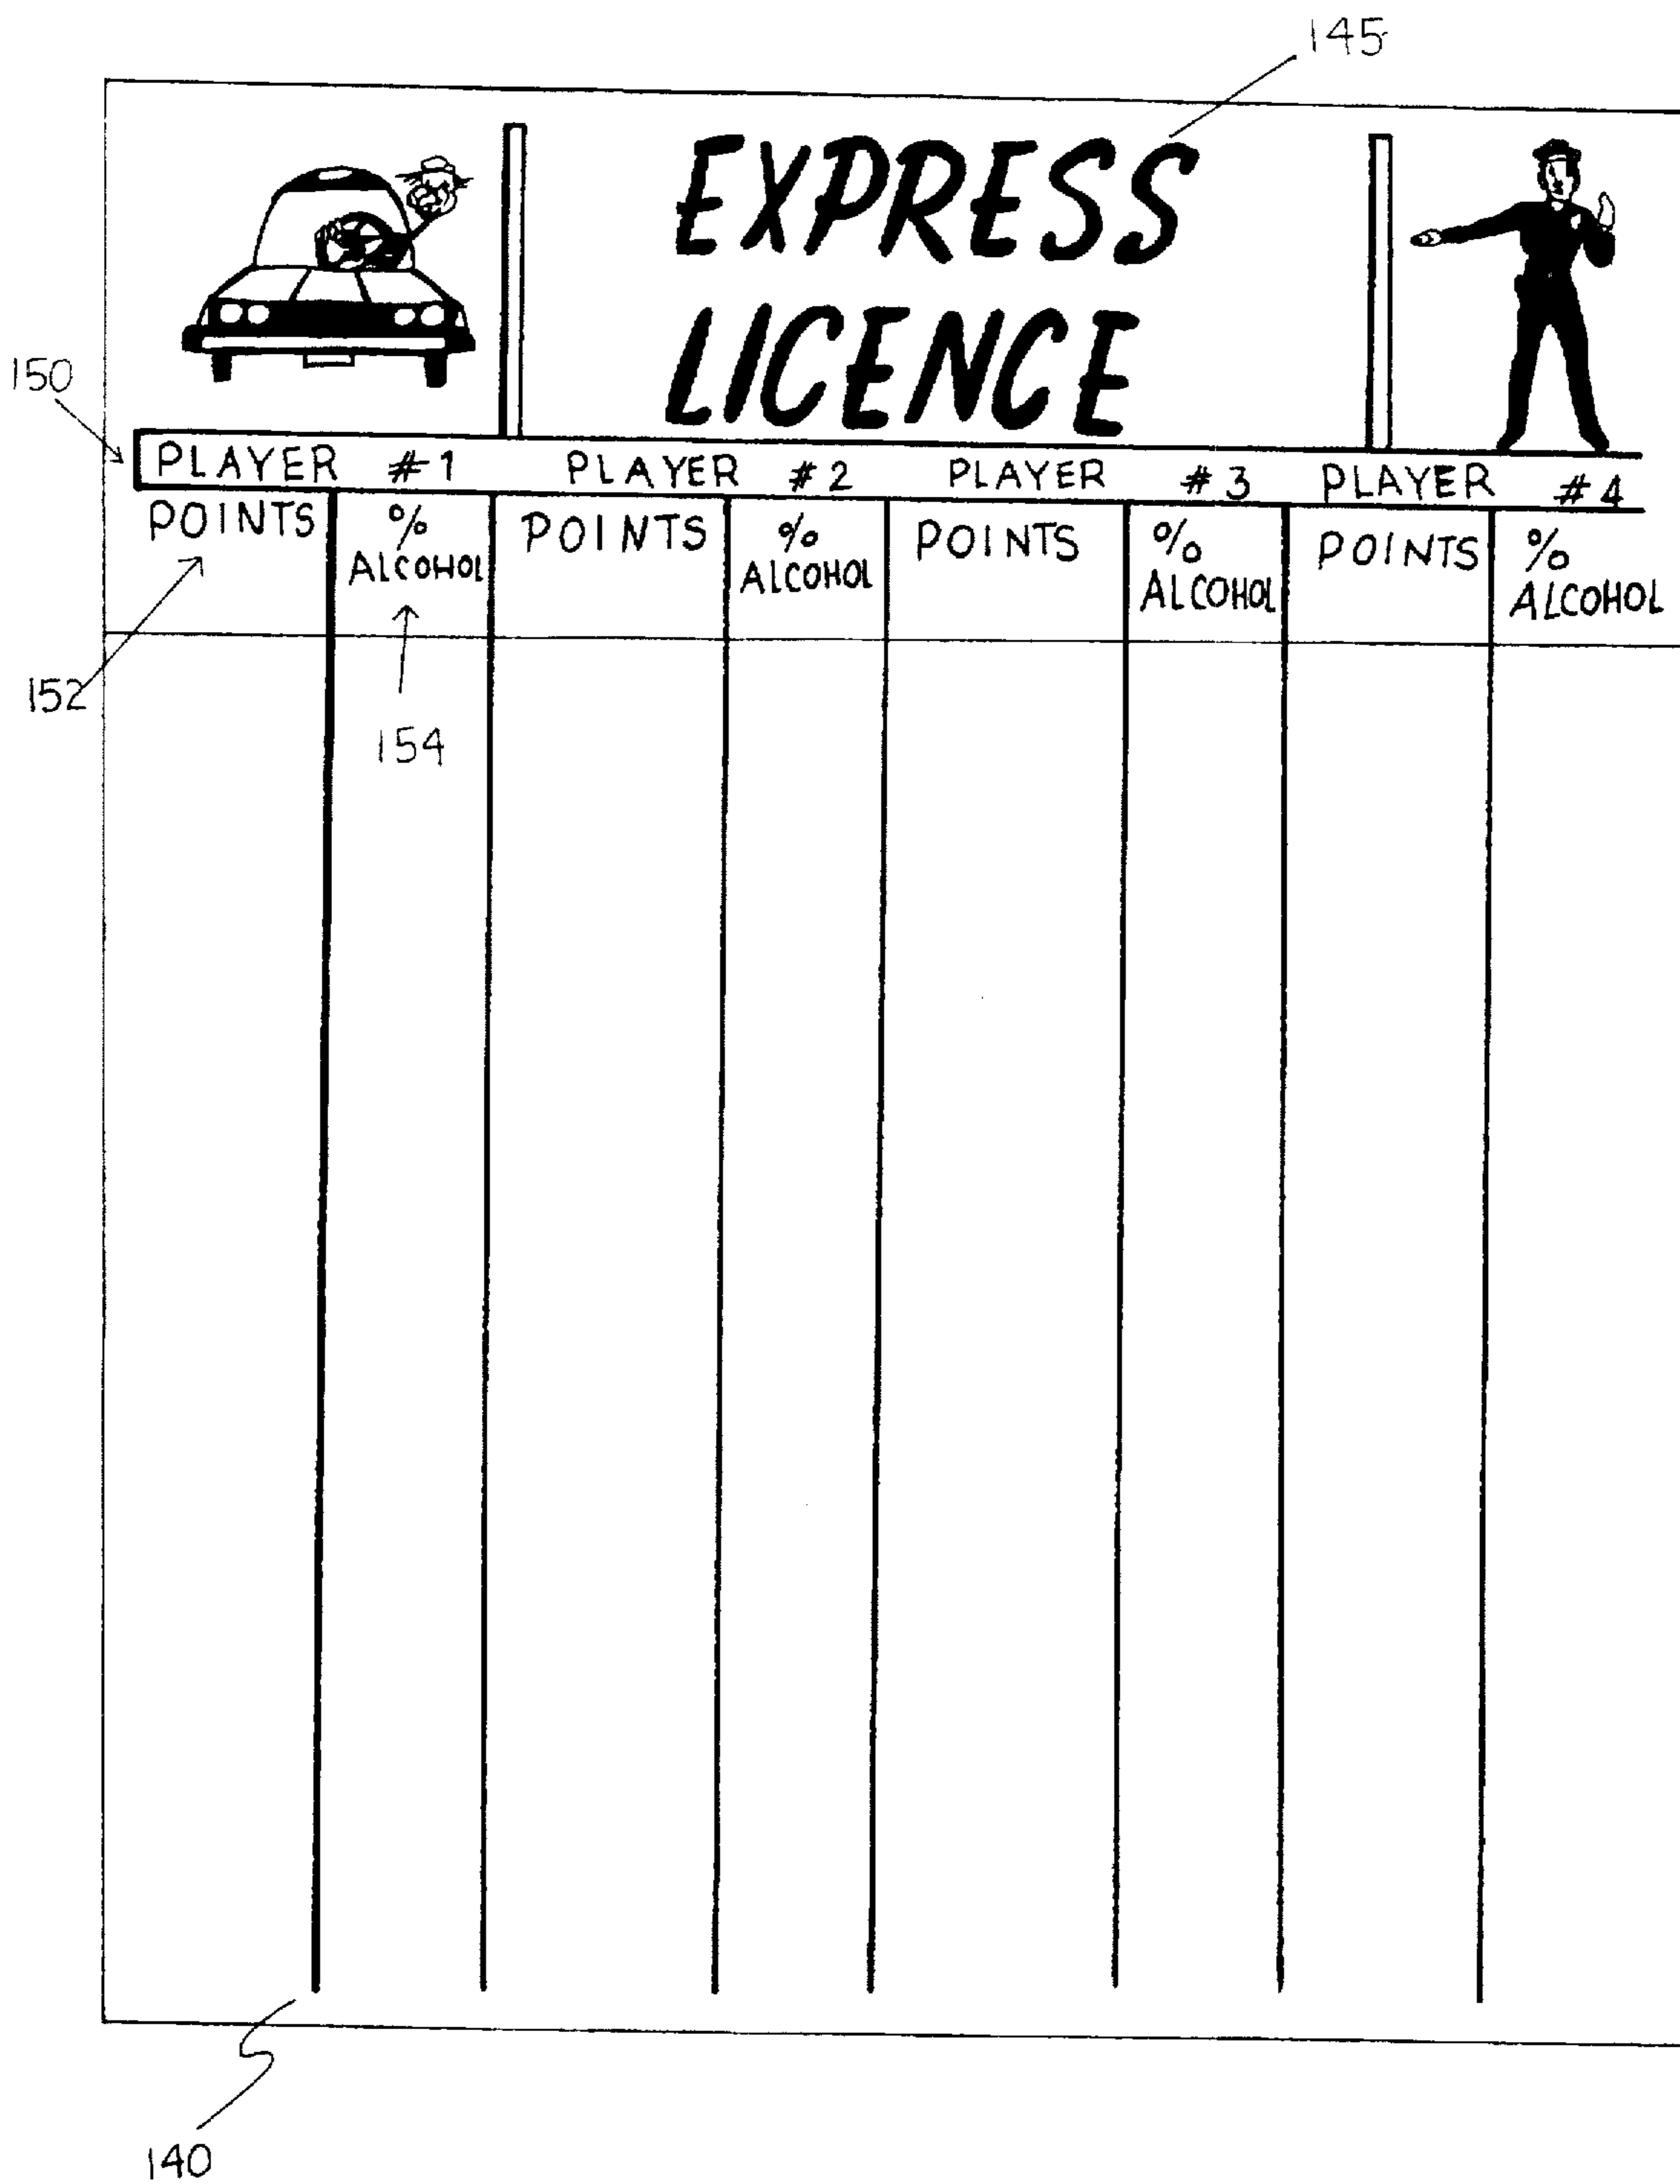 145
EXPRESS
LICENCE
150
PLAYER #1 PLAYER #2 PLAYER #3 PLAYER #4
POINTS % ALCOHOL POINTS % ALCOHOL POINTS % ALCOHOL POINTS % ALCOHOL
152
154
140